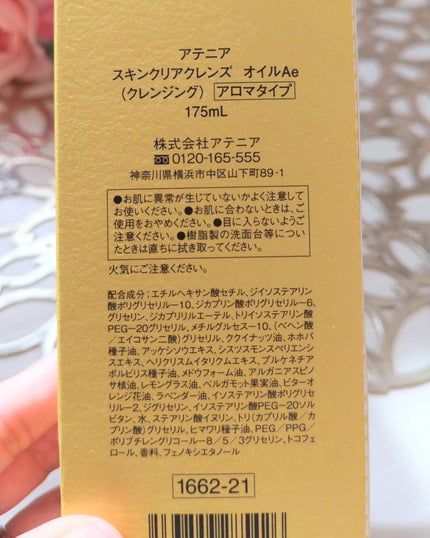 アテニア
スキンクリアクレンズ オイルAe
(クレンジング) アロマタイプ
175mL
株式会社アテニア
0120-165-555
神奈川県横浜市中区山下町89-1
●お肌に異常が生じていないかよく注意して
お使いください。●お肌に合わないときは、ご
使用をおやめください。●目に入らないようご
注意ください。●樹脂製の洗面台等につい
たときは直ちに拭き取ってください。
火気にご注意ください。
配合成分;エチルヘキサン酸セチル、ジイソステアリン
酸ポリグリセリル-10、ジカプリン酸ポリグリセリル-6、
グリセリン、ジカプリリルエーテル、トリイソステアリン酸
PEG-20グリセリル、メチルグルセス-10、(ベヘン酸
/エイコサン二酸)グリセリル、ククイナッツ油、ホホバ
種子油、アッケシソウエキス、シスツスモンスペリエンシ
スエキス、ヘリクリスムイタリクムエキス、プルケネチア
ボルビリス種子油、メドウフォーム油、アルガニアスピノ
サ核油、レモングラス油、ベルガモット果実油、ビターオ
レンジ花油、ラベンダー油、イソステアリン酸ポリグリセ
リル-2、ジグリセリン、イソステアリン酸PEG-20ソル
ビタン、水、ステアリン酸イヌリン、トリ(カプリル酸/カ
プリン酸)グリセリル、ヒマワリ種子油、PEG/PPG/
ポリブチレングリコール-8/5/3グリセリン、トコフェ
ロール、香料、フェノキシエタノール
1662-21